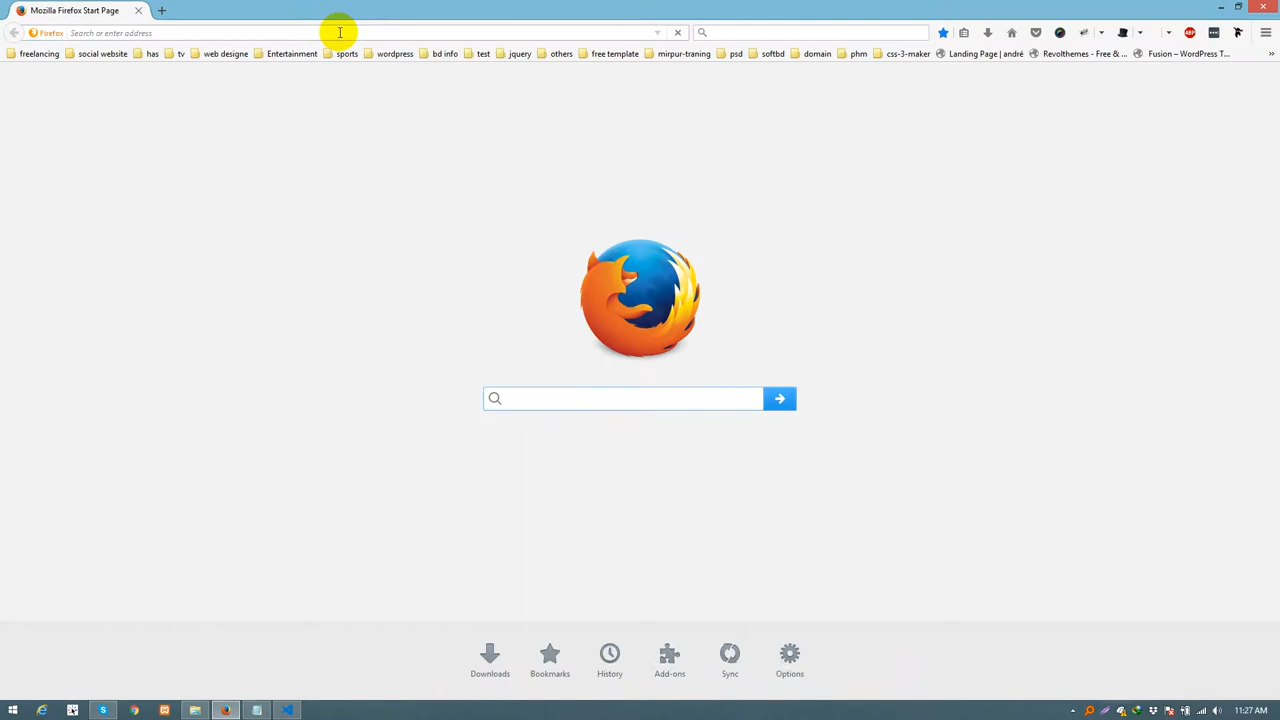 Mozilla Firefox Start Page
Firefox Search or enter address
freelancing social website has tv web designe Entertainment sports wordpress bd info test jquery others free template mirpur-traning psd softbd domain phm css-3-maker Landing Page | andré Revolthemes - Free & ... Fusion – WordPress T... »
ABP
Downloads Bookmarks History Add-ons Sync Options
11:27 AM